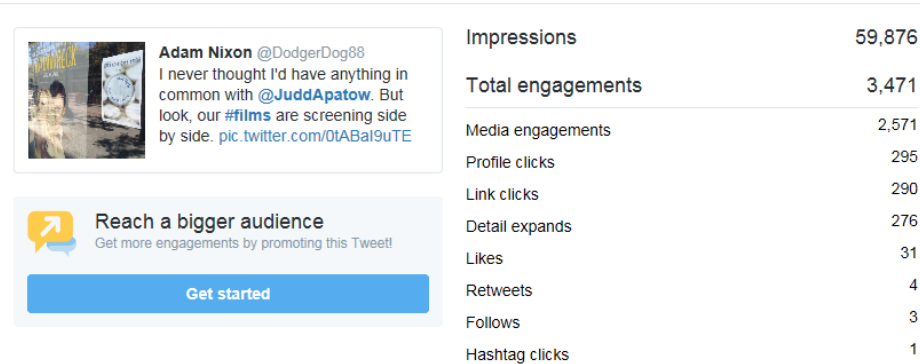 Adam Nixon @DodgerDog88
I never thought I'd have anything in
common with @JuddApatow. But
look, our #films are screening side
by side. pic.twitter.com/0tABal9uTE
Reach a bigger audience
Get more engagements by promoting this Tweet!
Get started
Impressions 59,876
Total engagements 3,471
Media engagements 2,571
Profile clicks 295
Link clicks 290
Detail expands 276
Likes 31
Retweets 4
Follows 3
Hashtag clicks 1